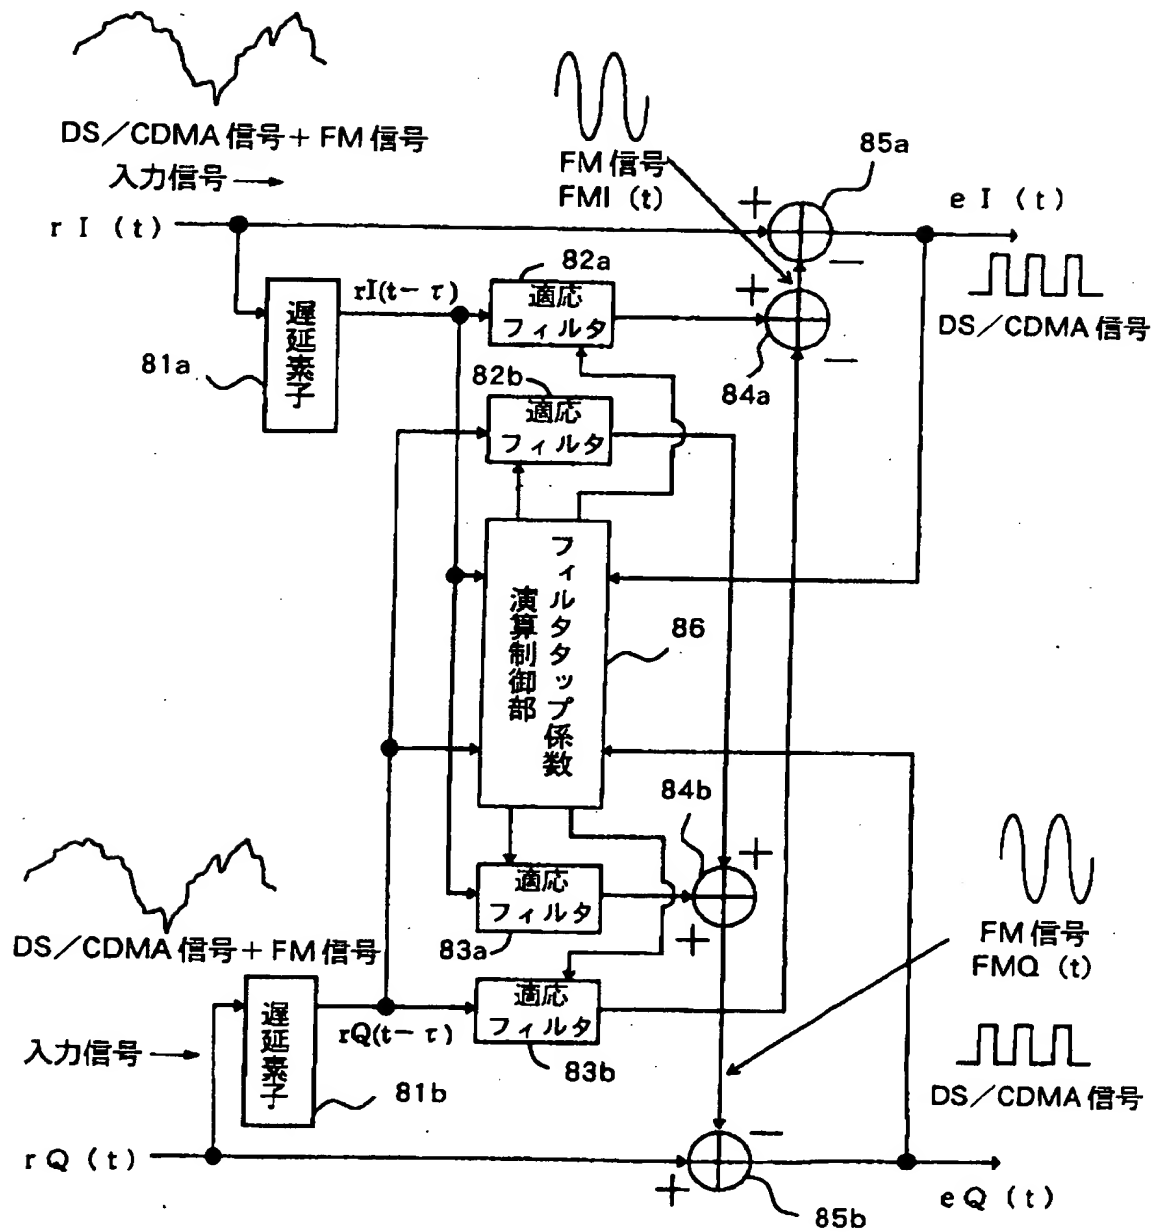 DS／CDMA 信号＋FM 信号
入力信号 →
r I (t)
FM 信号
FMI (t)
85a
e I (t)
＋
－
DS／CDMA 信号
遅延素子
81a
rI(t－τ)
82a
適応
フィルタ
＋
－
84a
82b
適応
フィルタ
フィルタタップ係数
演算制御部
86
84b
＋
＋
適応
フィルタ
83a
DS／CDMA 信号＋FM 信号
FM 信号
FMQ (t)
入力信号 →
遅延素子
81b
rQ(t－τ)
適応
フィルタ
83b
DS／CDMA 信号
r Q (t)
－
＋
85b
e Q (t)